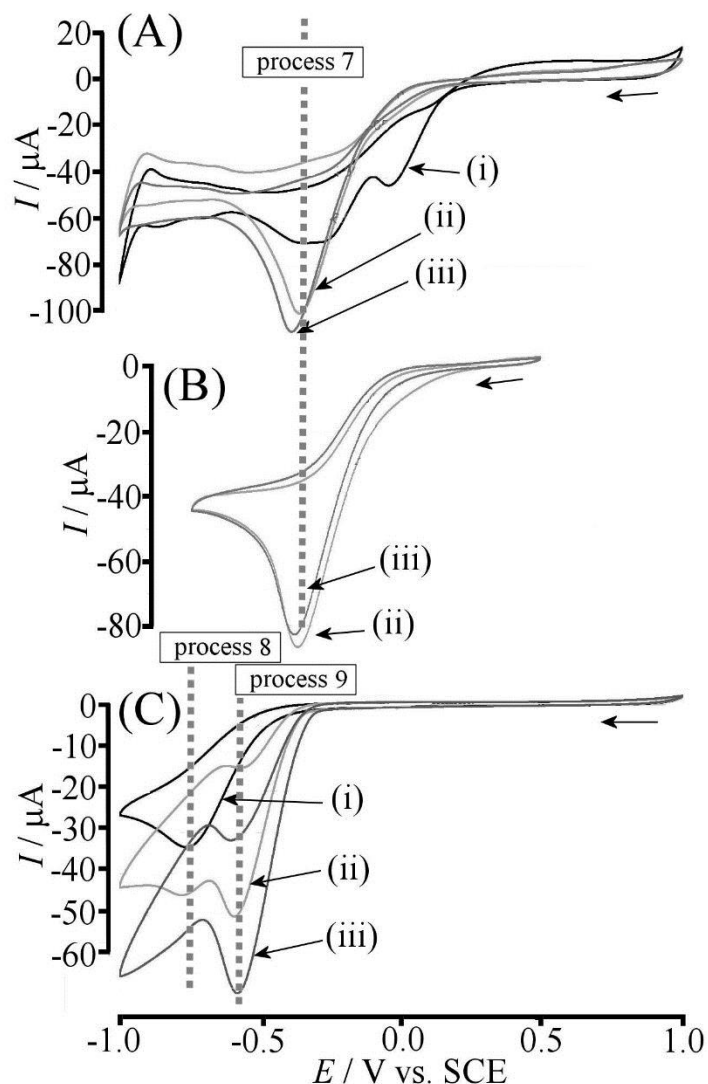 20
(A)
process 7
0
-20
-40
(i)
I / µA
-60
(ii)
-80
(iii)
-100
0
(B)
-20
I / µA
-40
-60
(iii)
(ii)
-80
process 8
process 9
0
(C)
-10
-20
(i)
I / µA
-30
-40
(ii)
-50
(iii)
-60
-1.0 -0.5 0.0 0.5 1.0
E / V vs. SCE